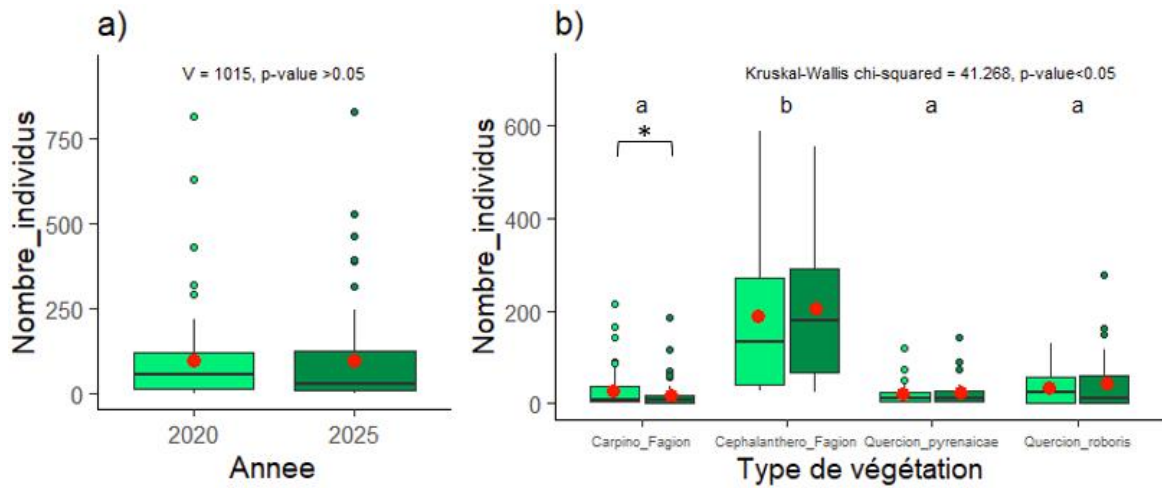 a)
V = 1015, p-value >0.05
Nombre_individus
750
500
250
0
2020 2025
Annee
b)
Kruskal-Wallis chi-squared = 41.268, p-value<0.05
a b a a
*
Nombre_individus
600
400
200
0
Carpino_Fagion Cephalanthero_Fagion Quercion_pyrenaicae Quercion_roboris
Type de végétation